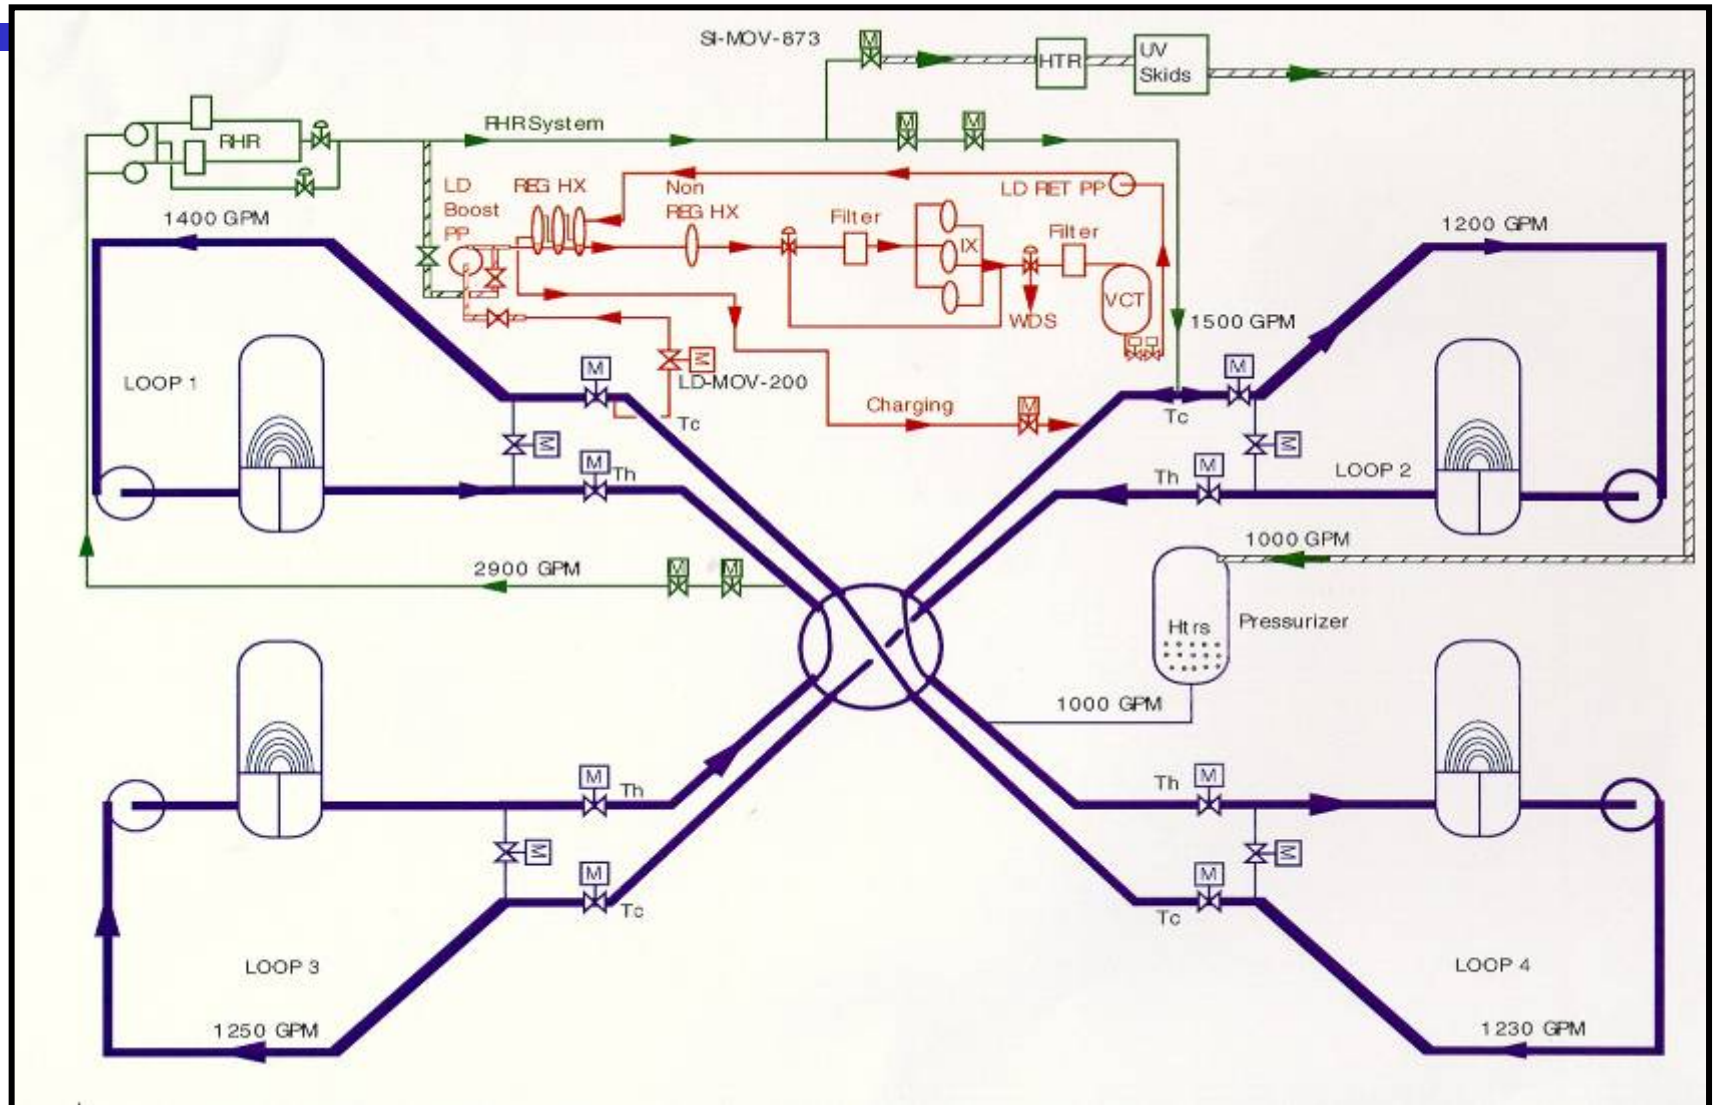 SI-MOV-873
HTR
UV
Skids
M
RHR System
RHR
M
M
LD
Boost
PP
REG HX
Non
REG HX
LD RET PP
1400 GPM
Filter
IX
Filter
1200 GPM
VCT
WDS
1500 GPM
LOOP 1
M
M
LD-MOV-200
M
Tc
Charging
M
Tc
M
M
Th
Th
M
M
LOOP 2
2900 GPM
M
M
1000 GPM
Htrs
Pressurizer
1000 GPM
M
Th
Th
M
M
M
M
Tc
Tc
M
LOOP 3
LOOP 4
1250 GPM
1230 GPM